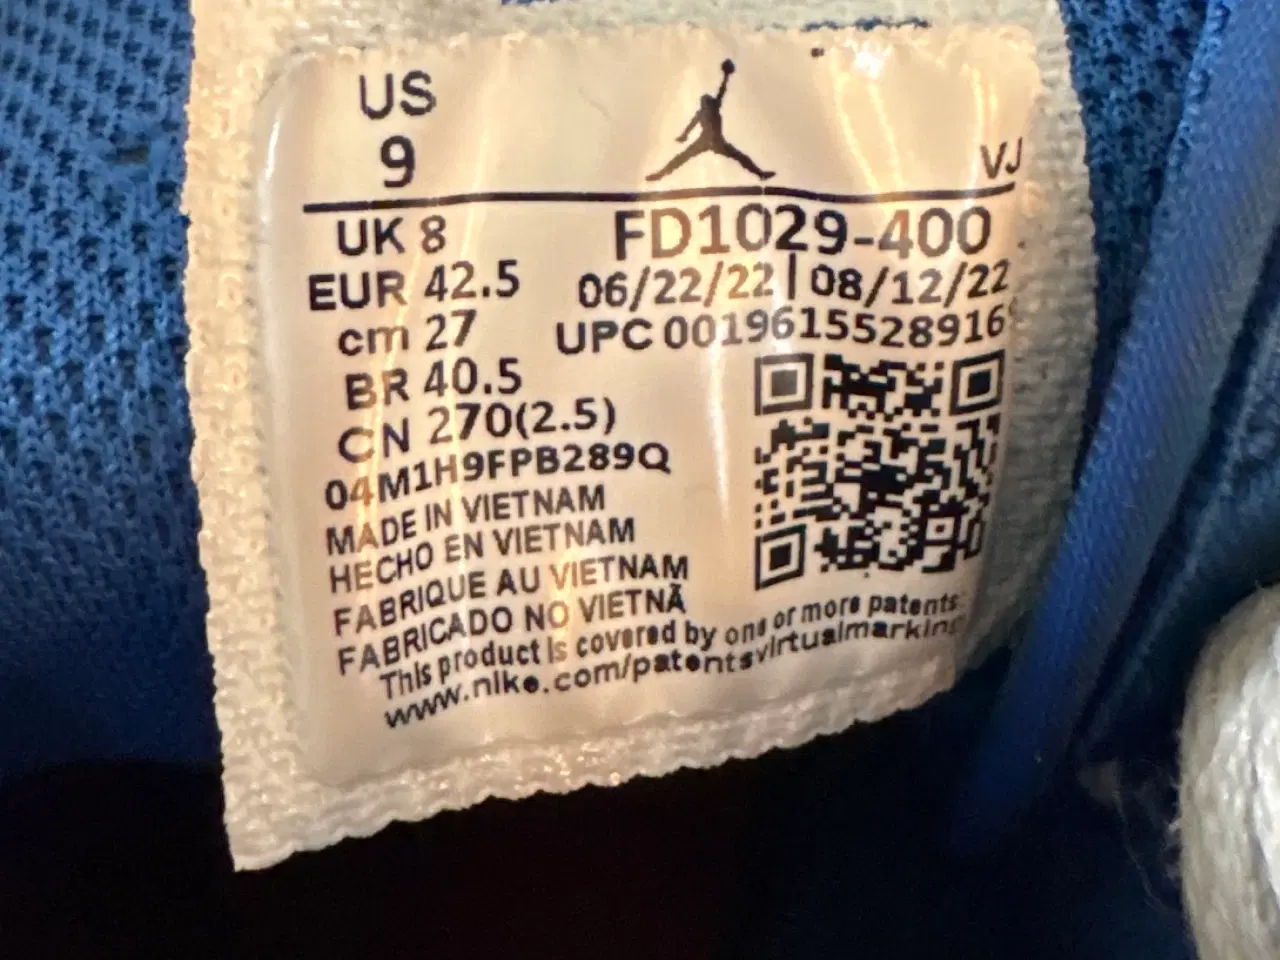 US
9
VJ
UK 8
FD1029-400
EUR 42.5
06/22/22 | 08/12/22
cm 27
UPC 00196155289169
BR 40.5
CN 270(2.5)
04M1H9FPB289Q
MADE IN VIETNAM
HECHO EN VIETNAM
FABRIQUE AU VIETNAM
FABRICADO NO VIETNÃ
This product is covered by one or more patents
www.nike.com/patentsvirtualmarking